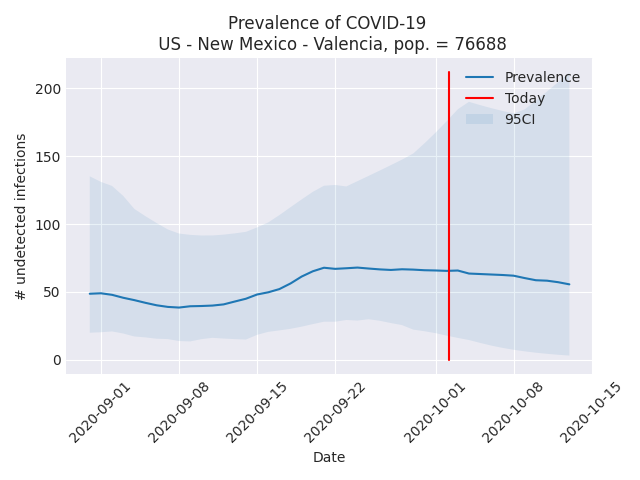 Prevalence of COVID-19
US - New Mexico - Valencia, pop. = 76688
Prevalence
Today
95CI
# undetected infections
200
150
100
50
0
2020-09-01
2020-09-08
2020-09-15
2020-09-22
2020-10-01
2020-10-08
2020-10-15
Date